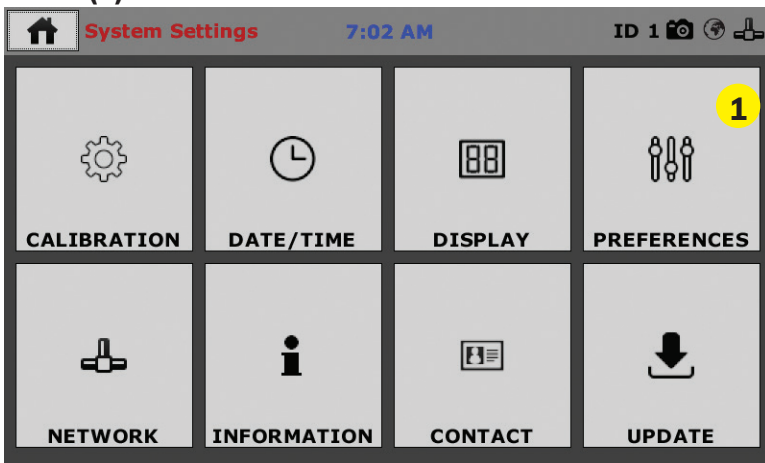 System Settings 7:02 AM ID 1
1
CALIBRATION DATE/TIME DISPLAY PREFERENCES
NETWORK INFORMATION CONTACT UPDATE